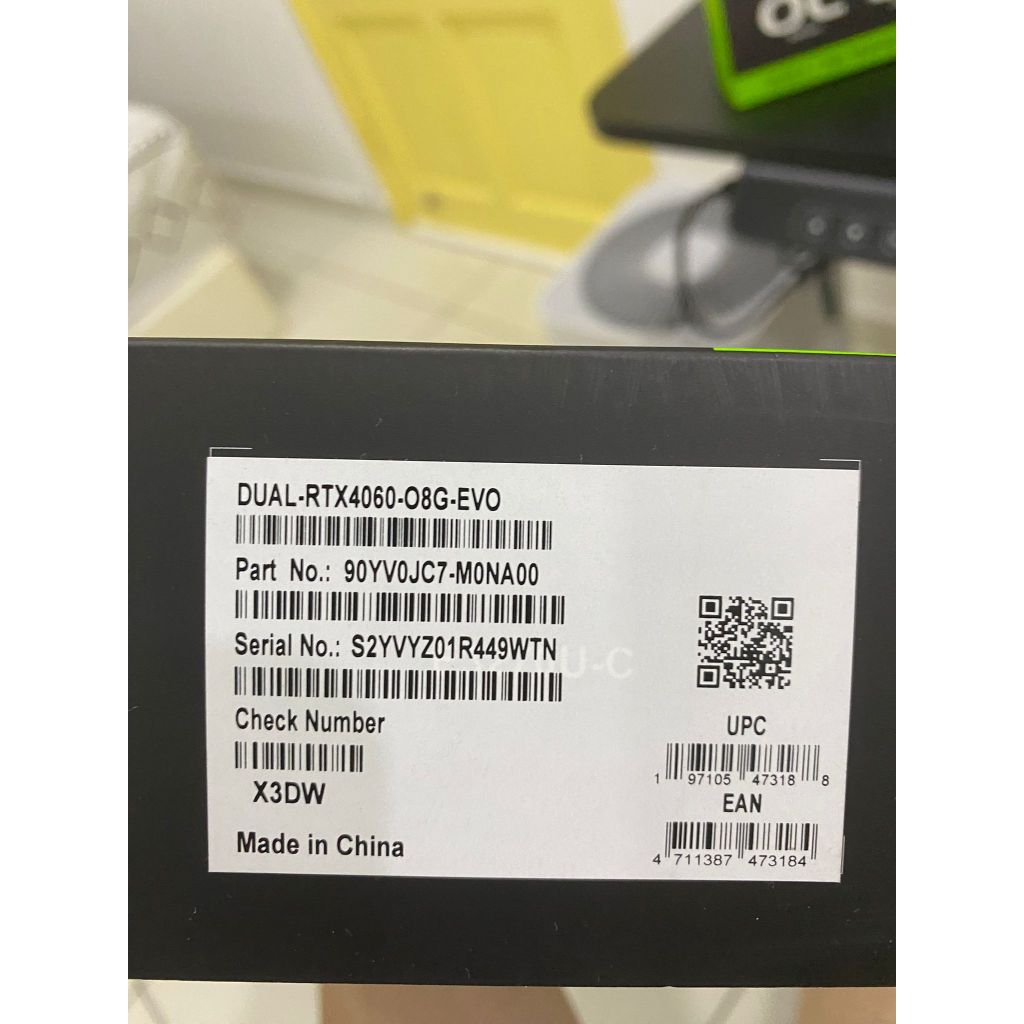 DUAL-RTX4060-O8G-EVO
Part No.: 90YV0JC7-M0NA00
Serial No.: S2YVYZ01R449WTN
Check Number
X3DW
Made in China
UPC
1 97105 47318 8
EAN
4 711387 473184